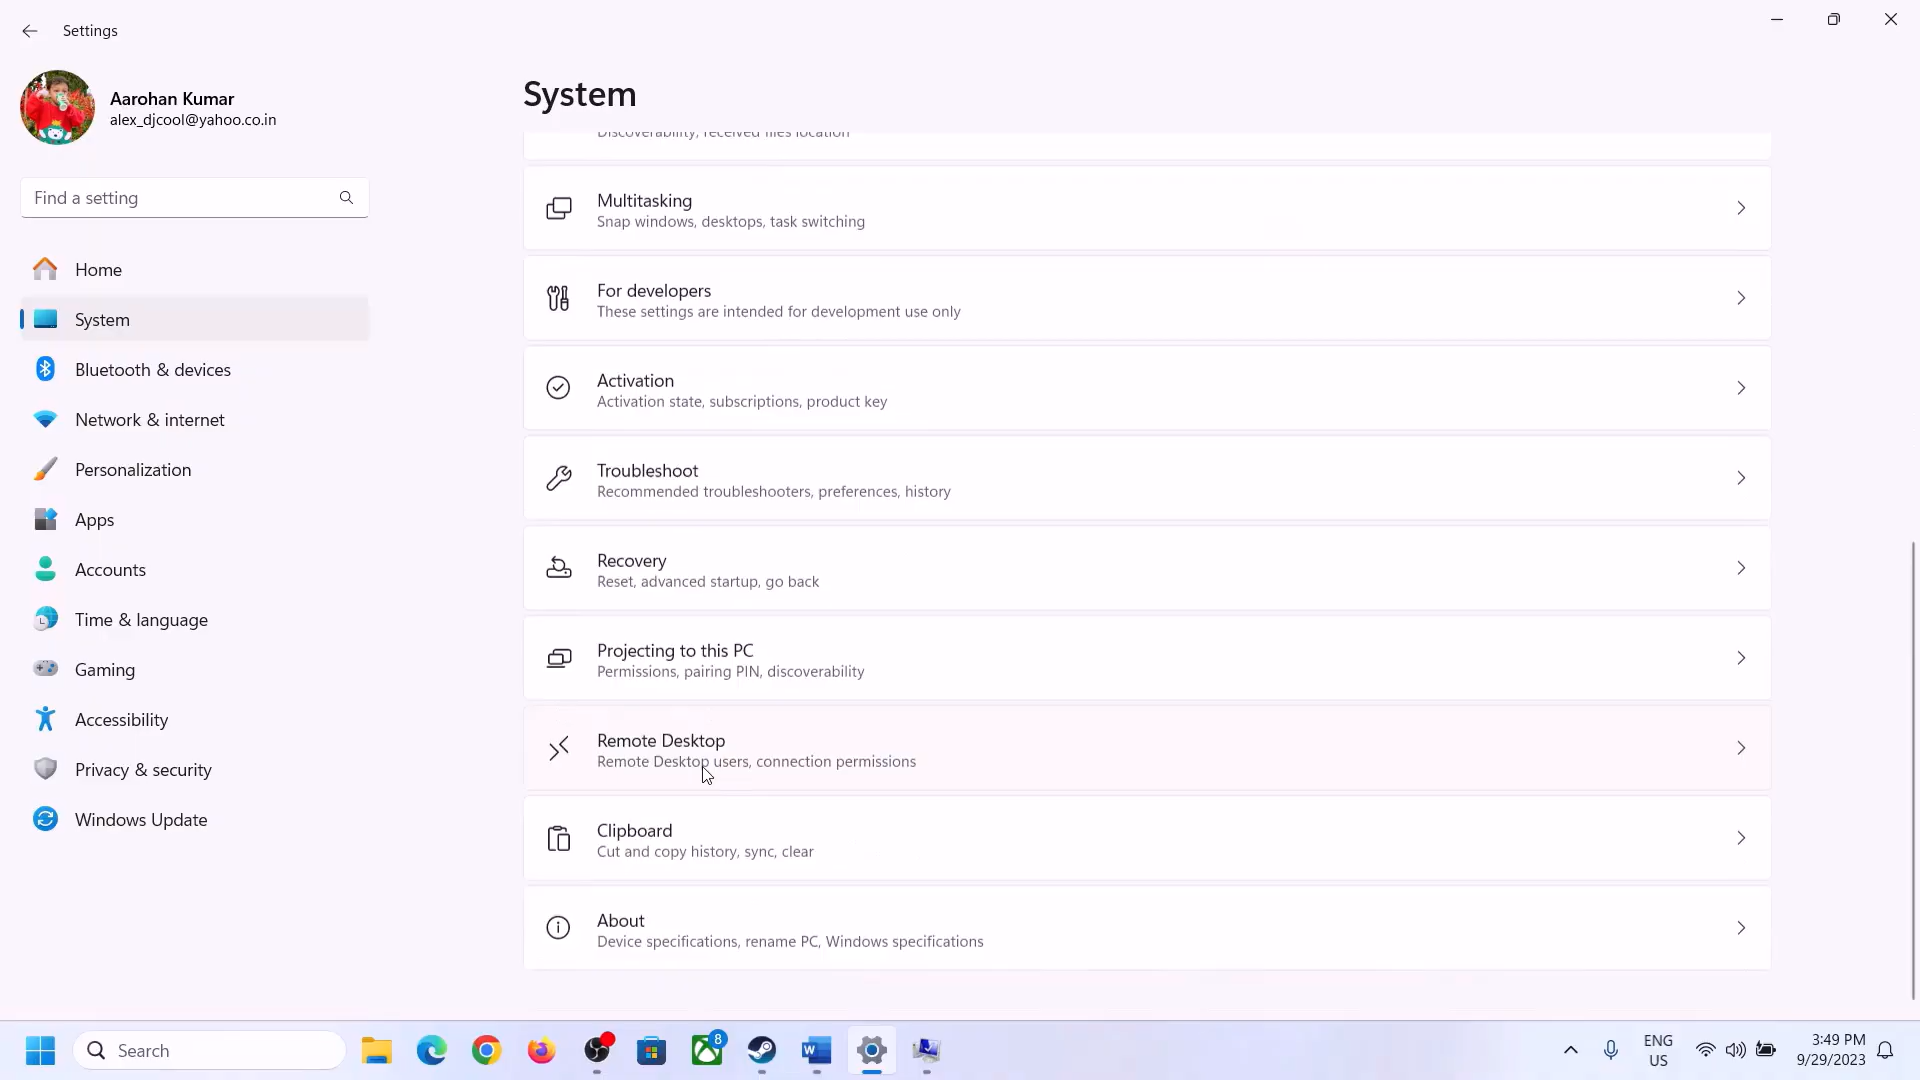 Settings
Aarohan Kumar
alex_djcool@yahoo.co.in
Find a setting
Home
System
Bluetooth & devices
Network & internet
Personalization
Apps
Accounts
Time & language
Gaming
Accessibility
Privacy & security
Windows Update
System
Discoverability, received files location
Multitasking
Snap windows, desktops, task switching
For developers
These settings are intended for development use only
Activation
Activation state, subscriptions, product key
Troubleshoot
Recommended troubleshooters, preferences, history
Recovery
Reset, advanced startup, go back
Projecting to this PC
Permissions, pairing PIN, discoverability
Remote Desktop
Remote Desktop users, connection permissions
Clipboard
Cut and copy history, sync, clear
About
Device specifications, rename PC, Windows specifications
Search
8
W
ENG
US
3:49 PM
9/29/2023